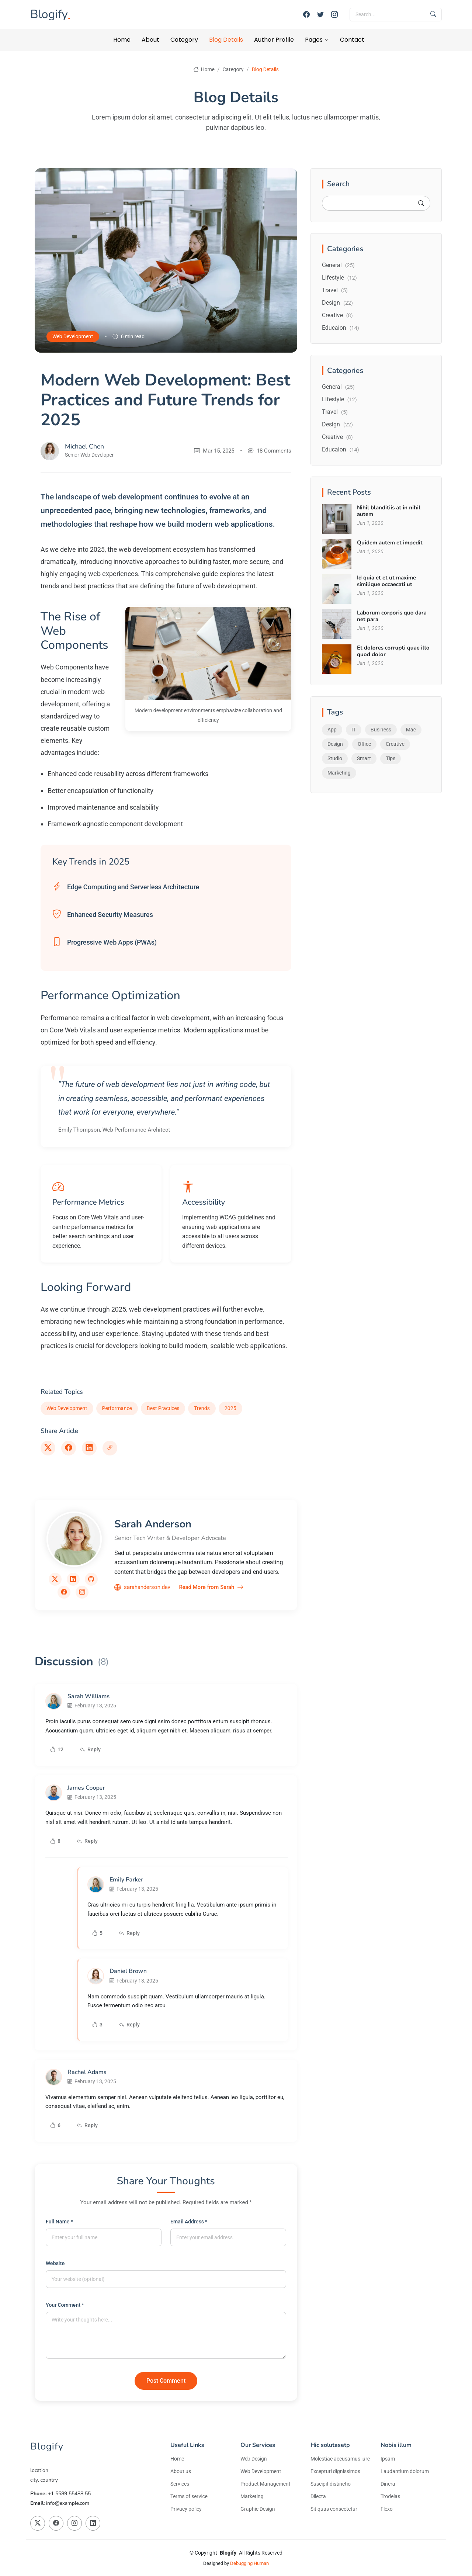 Blogify.
Search...
Home About Category Blog Details Author Profile Pages Contact
Home / Category / Blog Details
Blog Details
Lorem ipsum dolor sit amet, consectetur adipiscing elit. Ut elit tellus, luctus nec ullamcorper mattis,
pulvinar dapibus leo.
Web Development • 6 min read
Modern Web Development: Best
Practices and Future Trends for
2025
Michael Chen
Senior Web Developer
Mar 15, 2025 • 18 Comments
The landscape of web development continues to evolve at an
unprecedented pace, bringing new technologies, frameworks, and
methodologies that reshape how we build modern web applications.
As we delve into 2025, the web development ecosystem has transformed
dramatically, offering developers innovative approaches to building faster, more secure, and
highly engaging web experiences. This comprehensive guide explores the latest
trends and best practices that are defining the future of web development.
The Rise of
Web
Components
Web Components have
become increasingly
crucial in modern web
development, offering a
standardized way to
create reusable custom
elements. Key
advantages include:
Modern development environments emphasize collaboration and
efficiency
Enhanced code reusability across different frameworks
Better encapsulation of functionality
Improved maintenance and scalability
Framework-agnostic component development
Key Trends in 2025
Edge Computing and Serverless Architecture
Enhanced Security Measures
Progressive Web Apps (PWAs)
Performance Optimization
Performance remains a critical factor in web development, with an increasing focus
on Core Web Vitals and user experience metrics. Modern applications must be
optimized for both speed and efficiency.
"The future of web development lies not just in writing code, but
in creating seamless, accessible, and performant experiences
that work for everyone, everywhere."
Emily Thompson, Web Performance Architect
Performance Metrics
Focus on Core Web Vitals and user-
centric performance metrics for
better search rankings and user
experience.
Accessibility
Implementing WCAG guidelines and
ensuring web applications are
accessible to all users across
different devices.
Looking Forward
As we continue through 2025, web development practices will further evolve,
embracing new technologies while maintaining a strong foundation in performance,
accessibility, and user experience. Staying updated with these trends and best
practices is crucial for developers looking to build modern, scalable web applications.
Related Topics
Web Development Performance Best Practices Trends 2025
Share Article
Sarah Anderson
Senior Tech Writer & Developer Advocate
Sed ut perspiciatis unde omnis iste natus error sit voluptatem
accusantium doloremque laudantium. Passionate about creating
content that bridges the gap between developers and end-users.
sarahanderson.dev Read More from Sarah
Discussion (8)
Sarah Williams
February 13, 2025
Proin iaculis purus consequat sem cure digni ssim donec porttitora entum suscipit rhoncus.
Accusantium quam, ultricies eget id, aliquam eget nibh et. Maecen aliquam, risus at semper.
12 Reply
James Cooper
February 13, 2025
Quisque ut nisi. Donec mi odio, faucibus at, scelerisque quis, convallis in, nisi. Suspendisse non
nisl sit amet velit hendrerit rutrum. Ut leo. Ut a nisl id ante tempus hendrerit.
8 Reply
Emily Parker
February 13, 2025
Cras ultricies mi eu turpis hendrerit fringilla. Vestibulum ante ipsum primis in
faucibus orci luctus et ultrices posuere cubilia Curae.
5 Reply
Daniel Brown
February 13, 2025
Nam commodo suscipit quam. Vestibulum ullamcorper mauris at ligula.
Fusce fermentum odio nec arcu.
3 Reply
Rachel Adams
February 13, 2025
Vivamus elementum semper nisi. Aenean vulputate eleifend tellus. Aenean leo ligula, porttitor eu,
consequat vitae, eleifend ac, enim.
6 Reply
Share Your Thoughts
Your email address will not be published. Required fields are marked *
Full Name *
Enter your full name
Email Address *
Enter your email address
Website
Your website (optional)
Your Comment *
Write your thoughts here...
Post Comment
Search
Categories
General (25)
Lifestyle (12)
Travel (5)
Design (22)
Creative (8)
Educaion (14)
Categories
General (25)
Lifestyle (12)
Travel (5)
Design (22)
Creative (8)
Educaion (14)
Recent Posts
Nihil blanditiis at in nihil
autem
Jan 1, 2020
Quidem autem et impedit
Jan 1, 2020
Id quia et et ut maxime
similique occaecati ut
Jan 1, 2020
Laborum corporis quo dara
net para
Jan 1, 2020
Et dolores corrupti quae illo
quod dolor
Jan 1, 2020
Tags
App IT Business Mac
Design Office Creative
Studio Smart Tips
Marketing
Blogify
location
city, country
Phone: +1 5589 55488 55
Email: info@example.com
Useful Links
Home
About us
Services
Terms of service
Privacy policy
Our Services
Web Design
Web Development
Product Management
Marketing
Graphic Design
Hic solutasetp
Molestiae accusamus iure
Excepturi dignissimos
Suscipit distinctio
Dilecta
Sit quas consectetur
Nobis illum
Ipsam
Laudantium dolorum
Dinera
Trodelas
Flexo
© Copyright Blogify All Rights Reserved
Designed by Debugging Human